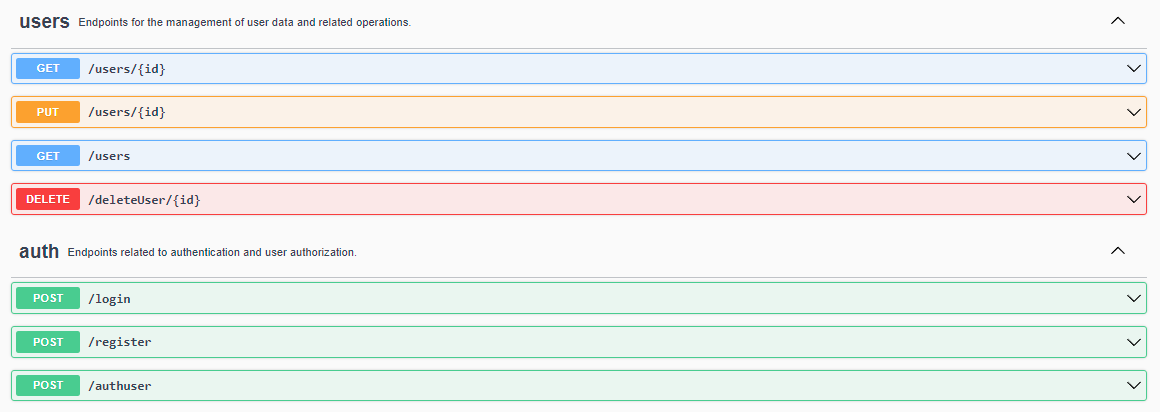 users Endpoints for the management of user data and related operations.
GET /users/{id}
PUT /users/{id}
GET /users
DELETE /deleteUser/{id}
auth Endpoints related to authentication and user authorization.
POST /login
POST /register
POST /authuser